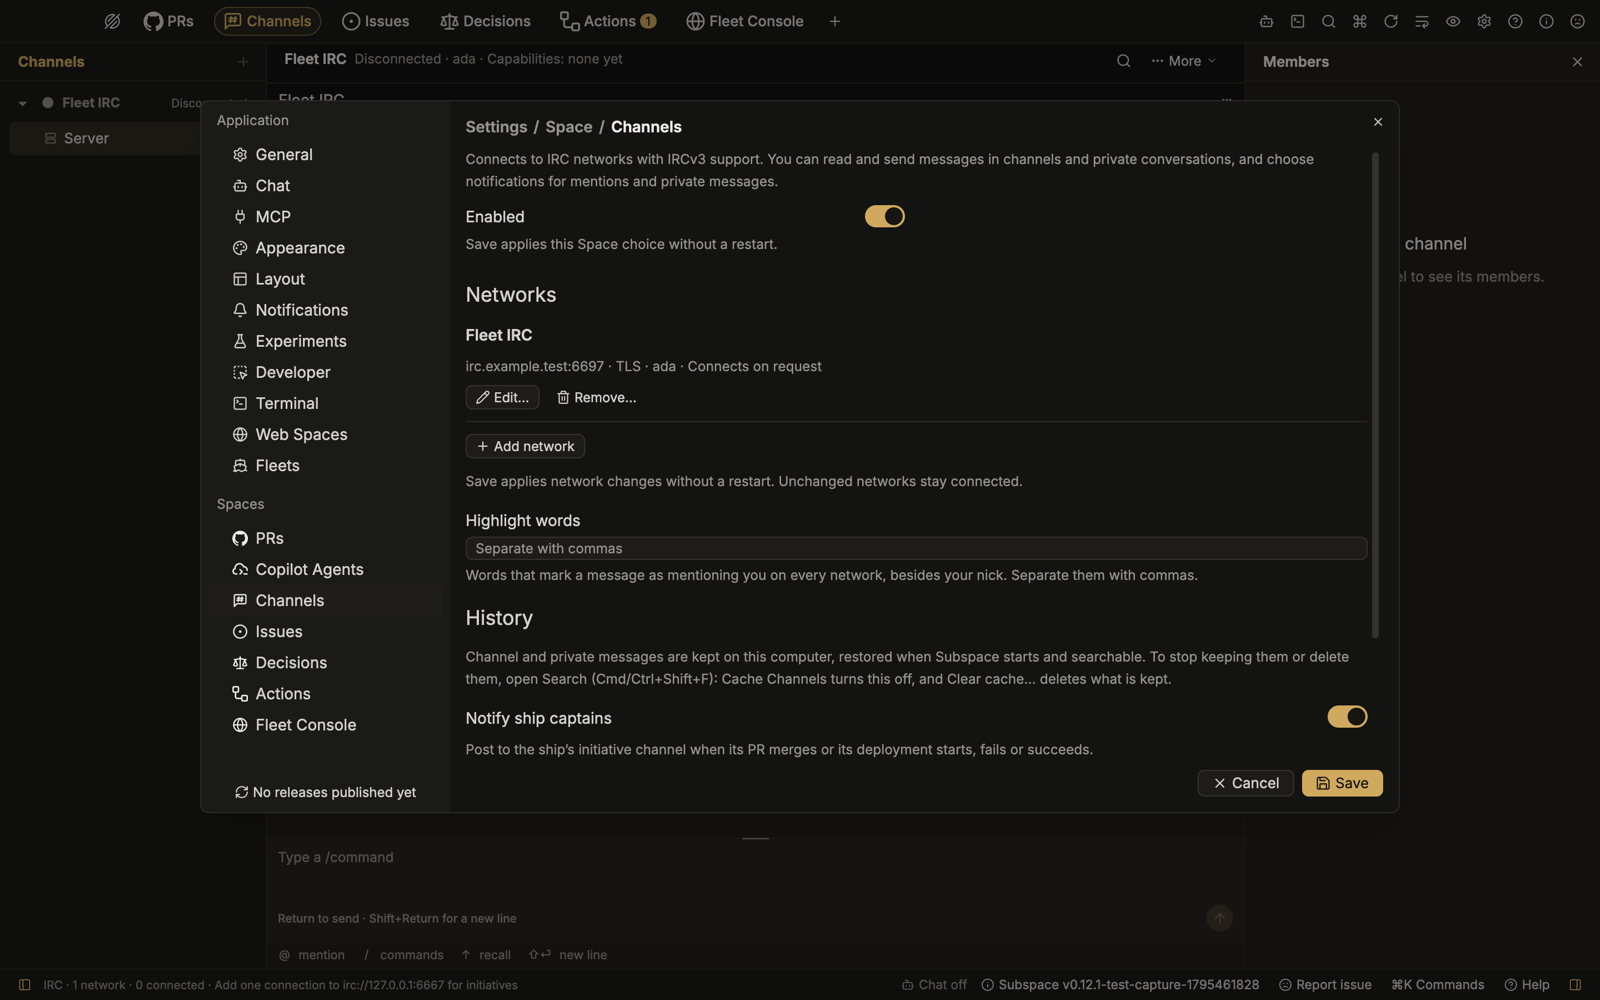 PRs
Channels
Issues
Decisions
Actions 1
Fleet Console
Channels
Fleet IRC
Disconnected · ada · Capabilities: none yet
More
Members
Fleet IRC
Server
Fleet IRC
channel
to see its members.
Application
General
Chat
MCP
Appearance
Layout
Notifications
Experiments
Developer
Terminal
Web Spaces
Fleets
Spaces
PRs
Copilot Agents
Channels
Issues
Decisions
Actions
Fleet Console
No releases published yet
Settings / Space / Channels
Connects to IRC networks with IRCv3 support. You can read and send messages in channels and private conversations, and choose
notifications for mentions and private messages.
Enabled
Save applies this Space choice without a restart.
Networks
Fleet IRC
irc.example.test:6697 · TLS · ada · Connects on request
Edit...
Remove...
Add network
Save applies network changes without a restart. Unchanged networks stay connected.
Highlight words
Separate with commas
Words that mark a message as mentioning you on every network, besides your nick. Separate them with commas.
History
Channel and private messages are kept on this computer, restored when Subspace starts and searchable. To stop keeping them or delete
them, open Search (Cmd/Ctrl+Shift+F): Cache Channels turns this off, and Clear cache... deletes what is kept.
Notify ship captains
Post to the ship's initiative channel when its PR merges or its deployment starts, fails or succeeds.
Cancel
Save
Type a /command
Return to send · Shift+Return for a new line
@ mention / commands ↑ recall ⇧⏎ new line
IRC · 1 network · 0 connected · Add one connection to irc://127.0.0.1:6667 for initiatives
Chat off
Subspace v0.12.1-test-capture-1795461828
Report issue
⌘K Commands
Help